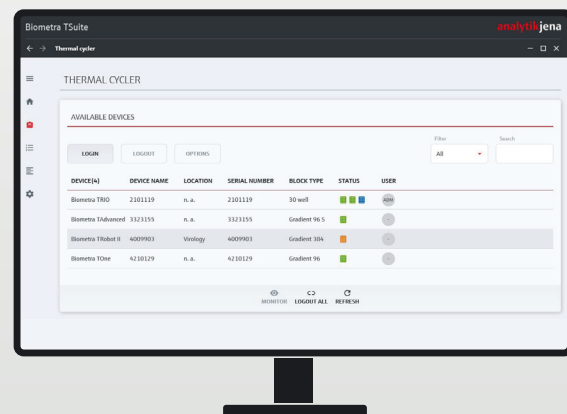 Biometra TSuite
analytikjena
Thermal cycler
THERMAL CYCLER
AVAILABLE DEVICES
Filter Search
LOGIN LOGOUT OPTIONS All
DEVICE(4) DEVICE NAME LOCATION SERIAL NUMBER BLOCK TYPE STATUS USER
Biometra TRIO 2101119 n. a. 2101119 30 well ADM
Biometra TAdvanced 3323155 n. a. 3323155 Gradient 96 S -
Biometra TRobot II 4009903 Virology 4009903 Gradient 384 -
Biometra TOne 4210129 n. a. 4210129 Gradient 96 -
MONITOR LOGOUT ALL REFRESH